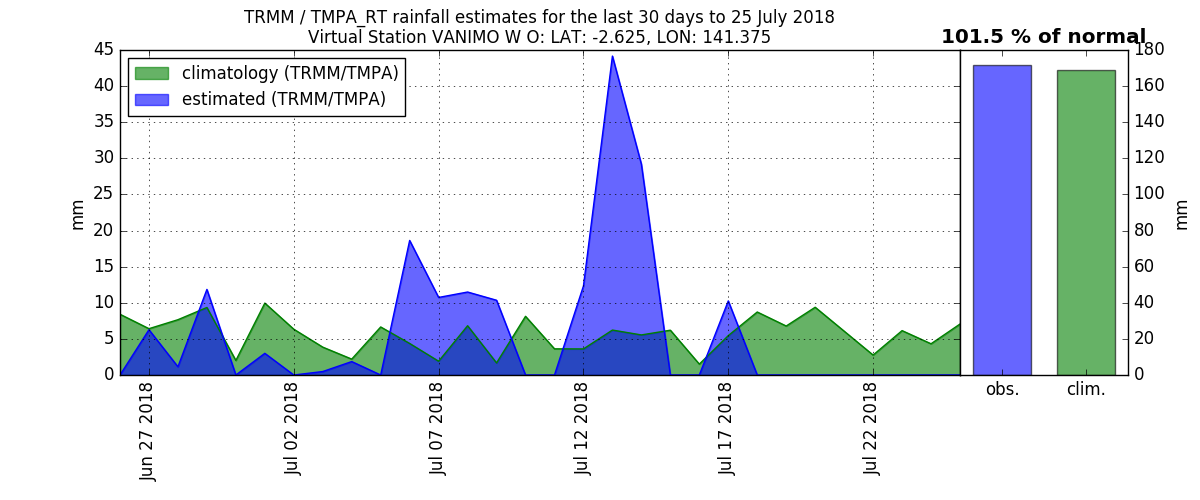 TRMM / TMPA_RT rainfall estimates for the last 30 days to 25 July 2018
Virtual Station VANIMO W O: LAT: -2.625, LON: 141.375
101.5 % of normal
climatology (TRMM/TMPA)
estimated (TRMM/TMPA)
45
40
35
30
25
20
15
10
5
0
mm
Jun 27 2018
Jul 02 2018
Jul 07 2018
Jul 12 2018
Jul 17 2018
Jul 22 2018
180
160
140
120
100
80
60
40
20
0
mm
obs.
clim.